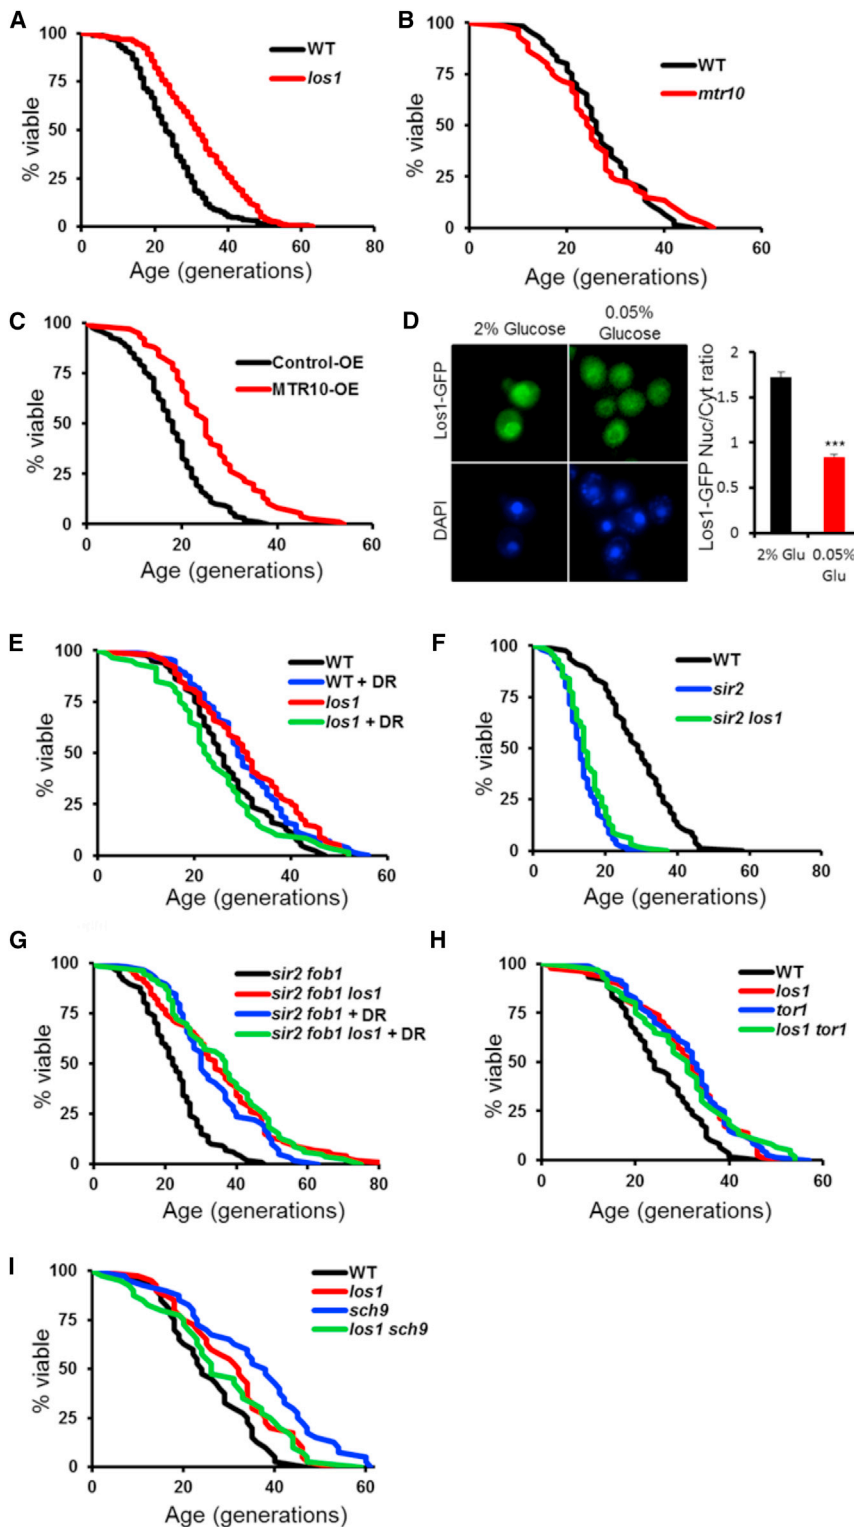 A
100
75
50
25
0
% viable
WT
los1
0 20 40 60 80
Age (generations)
B
100
75
50
25
0
% viable
WT
mtr10
0 20 40 60
Age (generations)
C
100
75
50
25
0
% viable
Control-OE
MTR10-OE
0 20 40 60
Age (generations)
D
2% Glucose
0.05%
Glucose
Los1-GFP
DAPI
Los1-GFP Nuc/Cyt ratio
2
1.5
1
0.5
0
***
2% Glu 0.05%
Glu
E
100
75
50
25
0
% viable
WT
WT + DR
los1
los1 + DR
0 20 40 60
Age (generations)
F
100
75
50
25
0
% viable
WT
sir2
sir2 los1
0 20 40 60 80
Age (generations)
G
100
75
50
25
0
% viable
sir2 fob1
sir2 fob1 los1
sir2 fob1 + DR
sir2 fob1 los1 + DR
0 20 40 60 80
Age (generations)
H
100
75
50
25
0
% viable
WT
los1
tor1
los1 tor1
0 20 40 60
Age (generations)
I
100
75
50
25
0
% viable
WT
los1
sch9
los1 sch9
0 20 40 60
Age (generations)